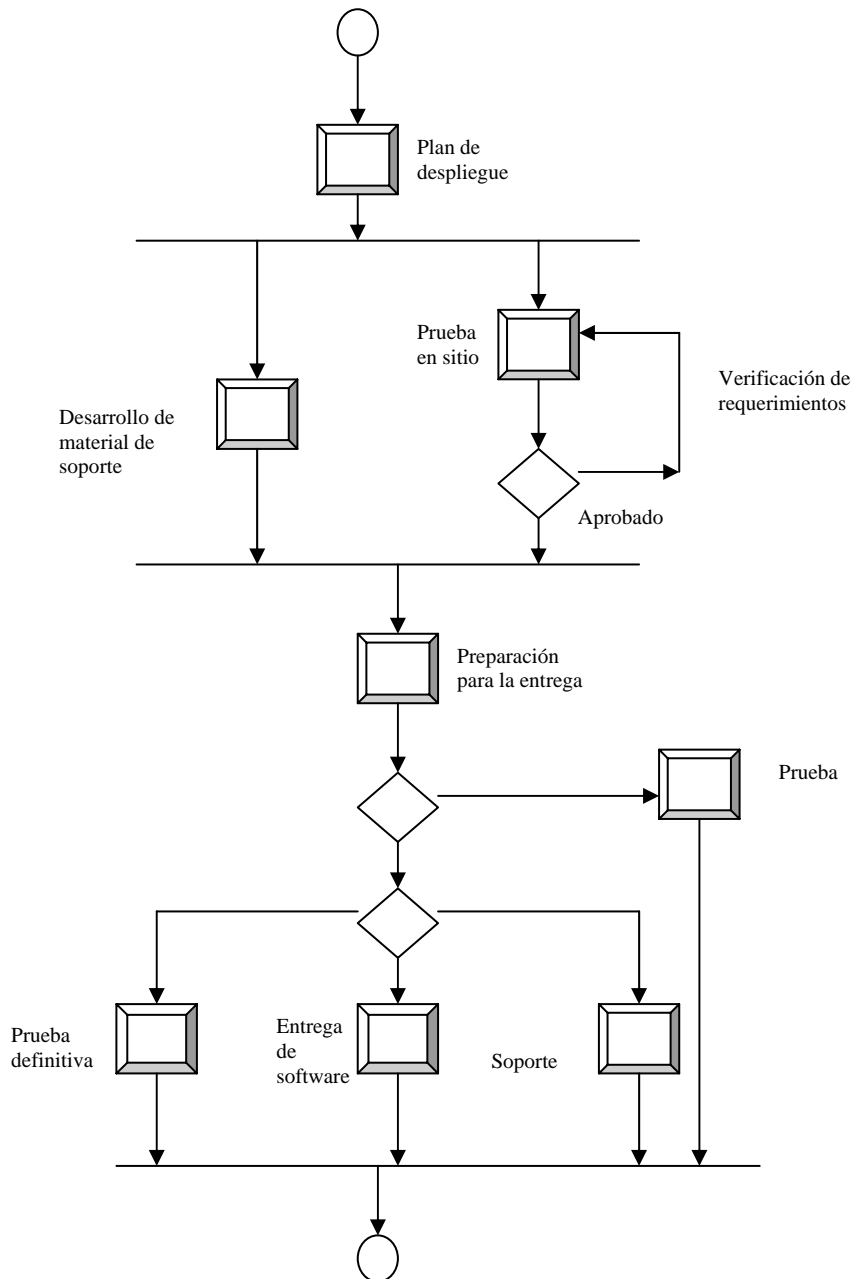 Plan de
despliegue
Prueba
en sitio
Verificación de
requerimientos
Desarrollo de
material de
soporte
Aprobado
Preparación
para la entrega
Prueba
Prueba
definitiva
Entrega
de
software
Soporte